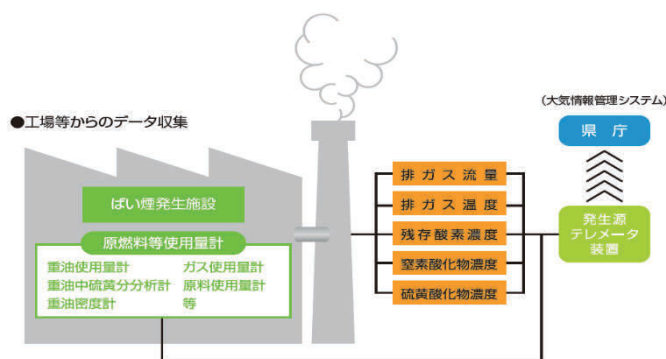 (大気情報管理システム)
●工場等からのデータ収集
県庁
ばい煙発生施設
原燃料等使用量計
重油使用量計
重油中硫黄分分析計
重油密度計
ガス使用量計
原料使用量計
等
排ガス流量
排ガス温度
残存酸素濃度
窒素酸化物濃度
硫黄酸化物濃度
発生源
テレメータ
装置